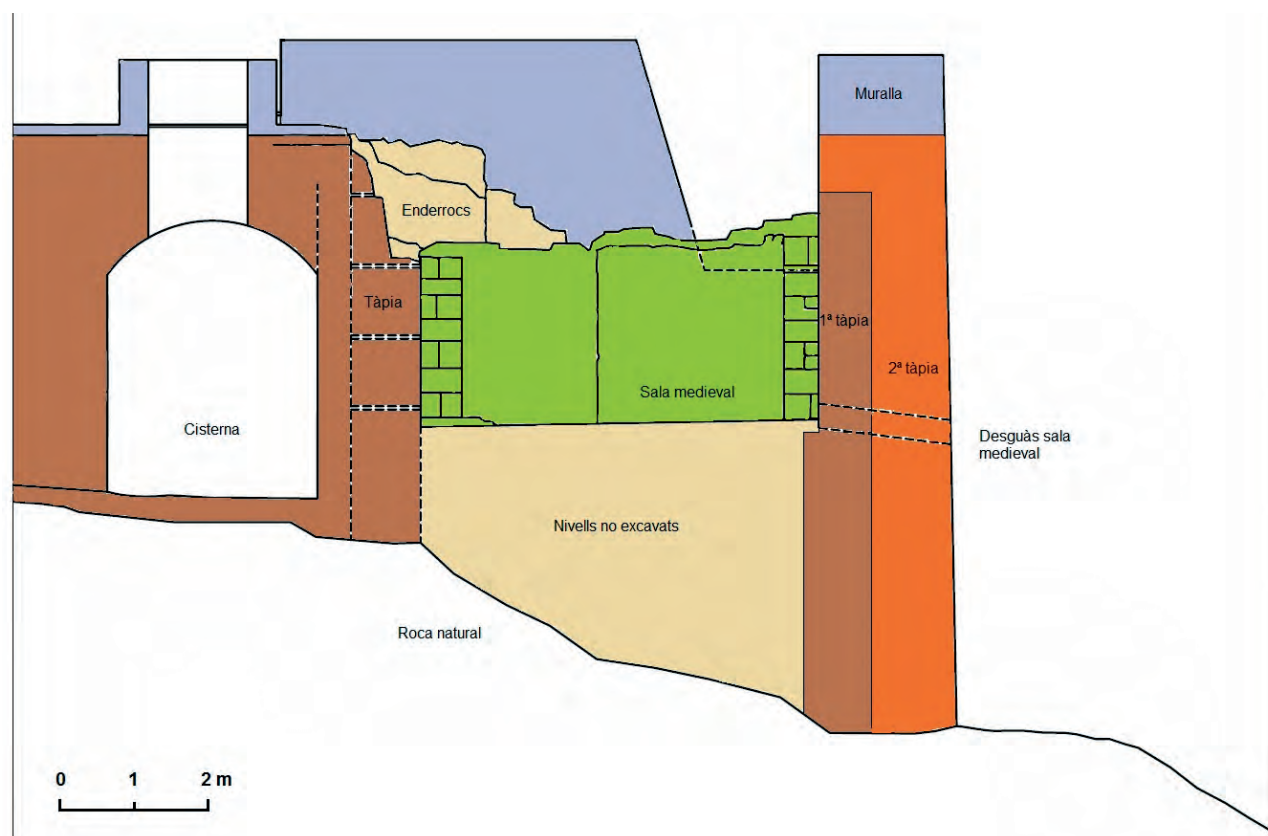 Muralla
Enderrocs
Tàpia
1ª tàpia
2ª tàpia
Sala medieval
Cisterna
Desguàs sala
medieval
Nivells no excavats
Roca natural
0 1 2 m